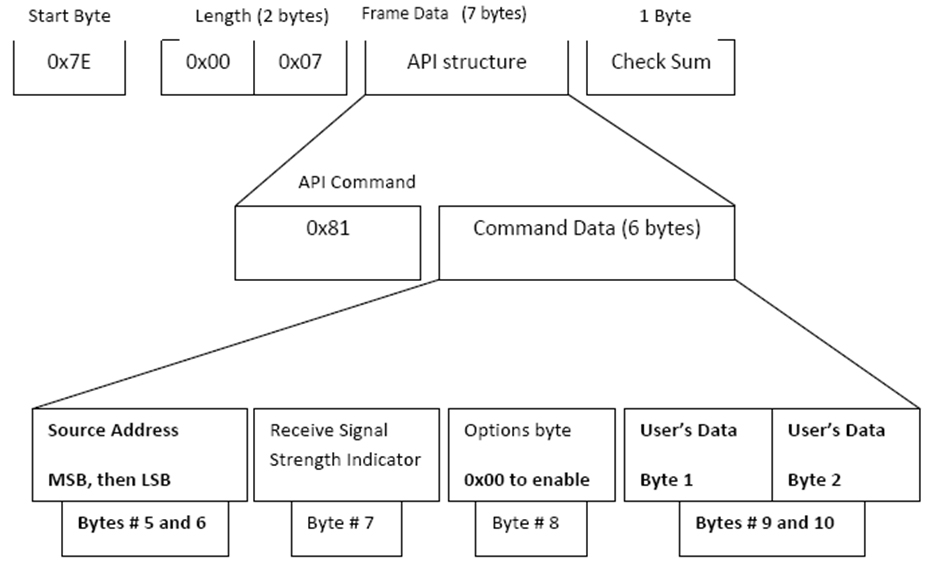 Start Byte
Length (2 bytes)
Frame Data (7 bytes)
1 Byte
0x7E
0x00
0x07
API structure
Check Sum
API Command
0x81
Command Data (6 bytes)
Source Address
MSB, then LSB
Receive Signal
Strength Indicator
Options byte
0x00 to enable
User's Data
Byte 1
User's Data
Byte 2
Bytes # 5 and 6
Byte # 7
Byte # 8
Bytes # 9 and 10